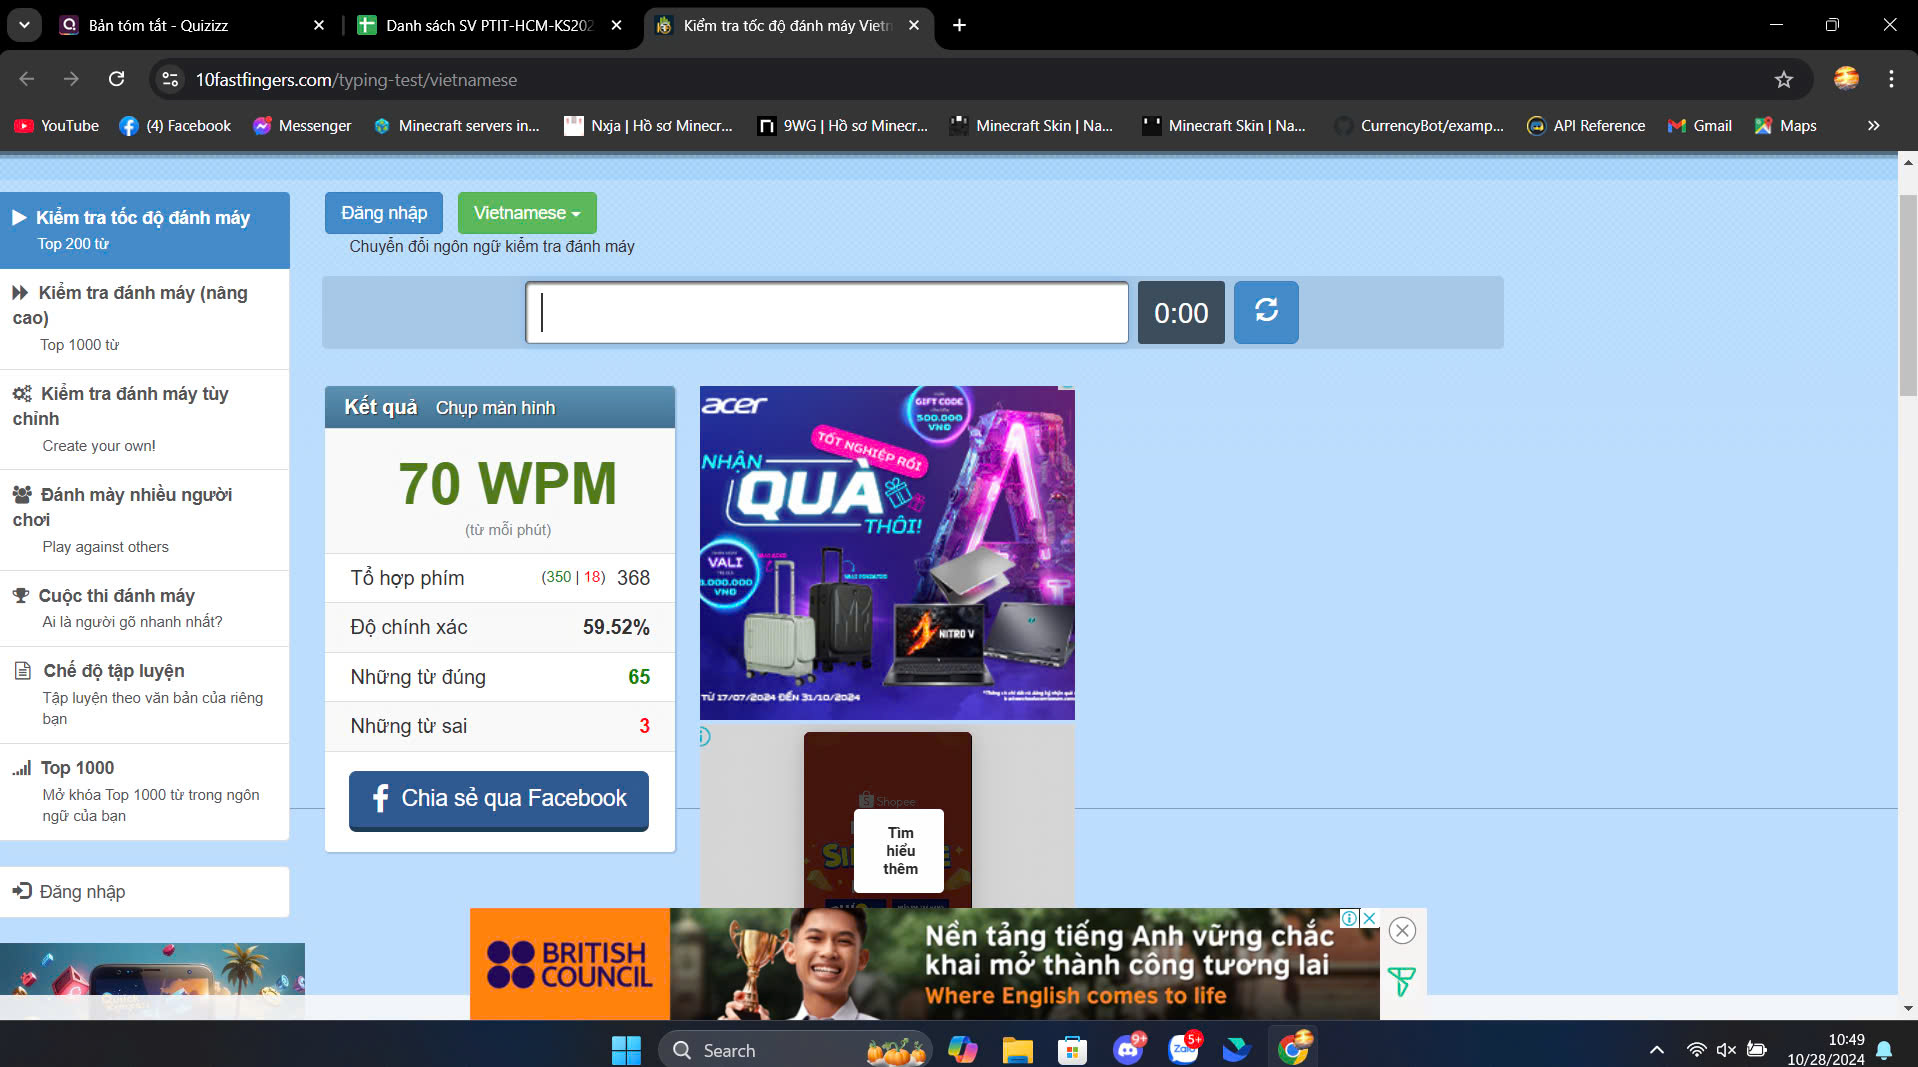 Bản tóm tắt - Quizizz
Danh sách SV PTIT-HCM-KS202
Kiểm tra tốc độ đánh máy Vietn
10fastfingers.com/typing-test/vietnamese
YouTube
(4) Facebook
Messenger
Minecraft servers in...
Nxja | Hồ sơ Minecr...
9WG | Hồ sơ Minecr...
Minecraft Skin | Na...
Minecraft Skin | Na...
CurrencyBot/examp...
API Reference
Gmail
Maps
Kiểm tra tốc độ đánh máy
Top 200 từ
Kiểm tra đánh máy (nâng
cao)
Top 1000 từ
Kiểm tra đánh máy tùy
chỉnh
Create your own!
Đánh mày nhiều người
chơi
Play against others
Cuộc thi đánh máy
Ai là người gõ nhanh nhất?
Chế độ tập luyện
Tập luyện theo văn bản của riêng
bạn
Top 1000
Mở khóa Top 1000 từ trong ngôn
ngữ của bạn
Đăng nhập
Đăng nhập
Vietnamese
Chuyển đổi ngôn ngữ kiểm tra đánh máy
0:00
Kết quả Chụp màn hình
70 WPM
(từ mỗi phút)
Tổ hợp phím (350 | 18) 368
Độ chính xác 59.52%
Những từ đúng 65
Những từ sai 3
Chia sẻ qua Facebook
acer
GIFT CODE
500.000
VNĐ
TỐT NGHIỆP RỒI
NHẬN
QUÀ
THÔI!
VALI
.000.000
VNĐ
NITRO V
TỪ 17/07/2024 ĐẾN 31/10/2024
Shopee
Tìm
hiểu
thêm
BRITISH
COUNCIL
Nền tảng tiếng Anh vững chắc
khai mở thành công tương lai
Where English comes to life
Search
9+
Zalo
5+
10:49
10/28/2024